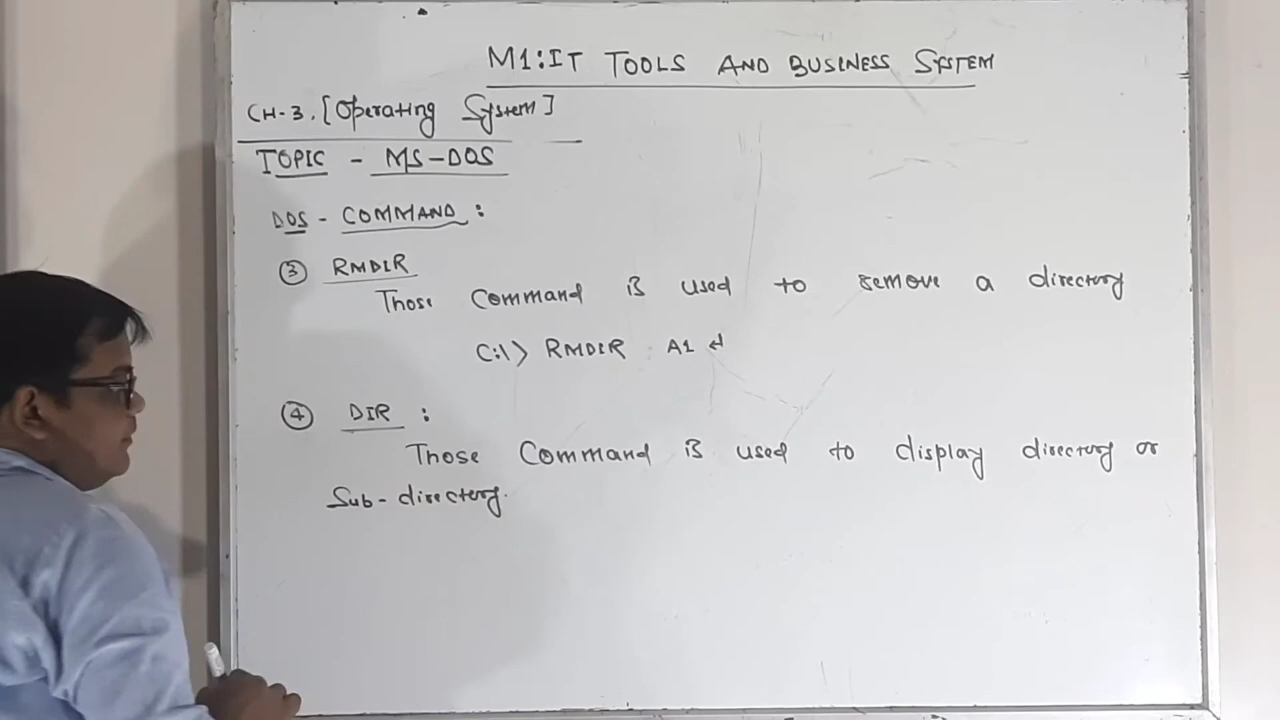 M1:IT TOOLS AND BUSINESS SYSTEM
CH-3. [Operating System]
TOPIC - MS-DOS
DOS - COMMAND :
③ RMDIR
Those Command is used to remove a directory
C:\> RMDIR A1 ↵
④ DIR :
Those Command is used to display directory or
Sub-directory.